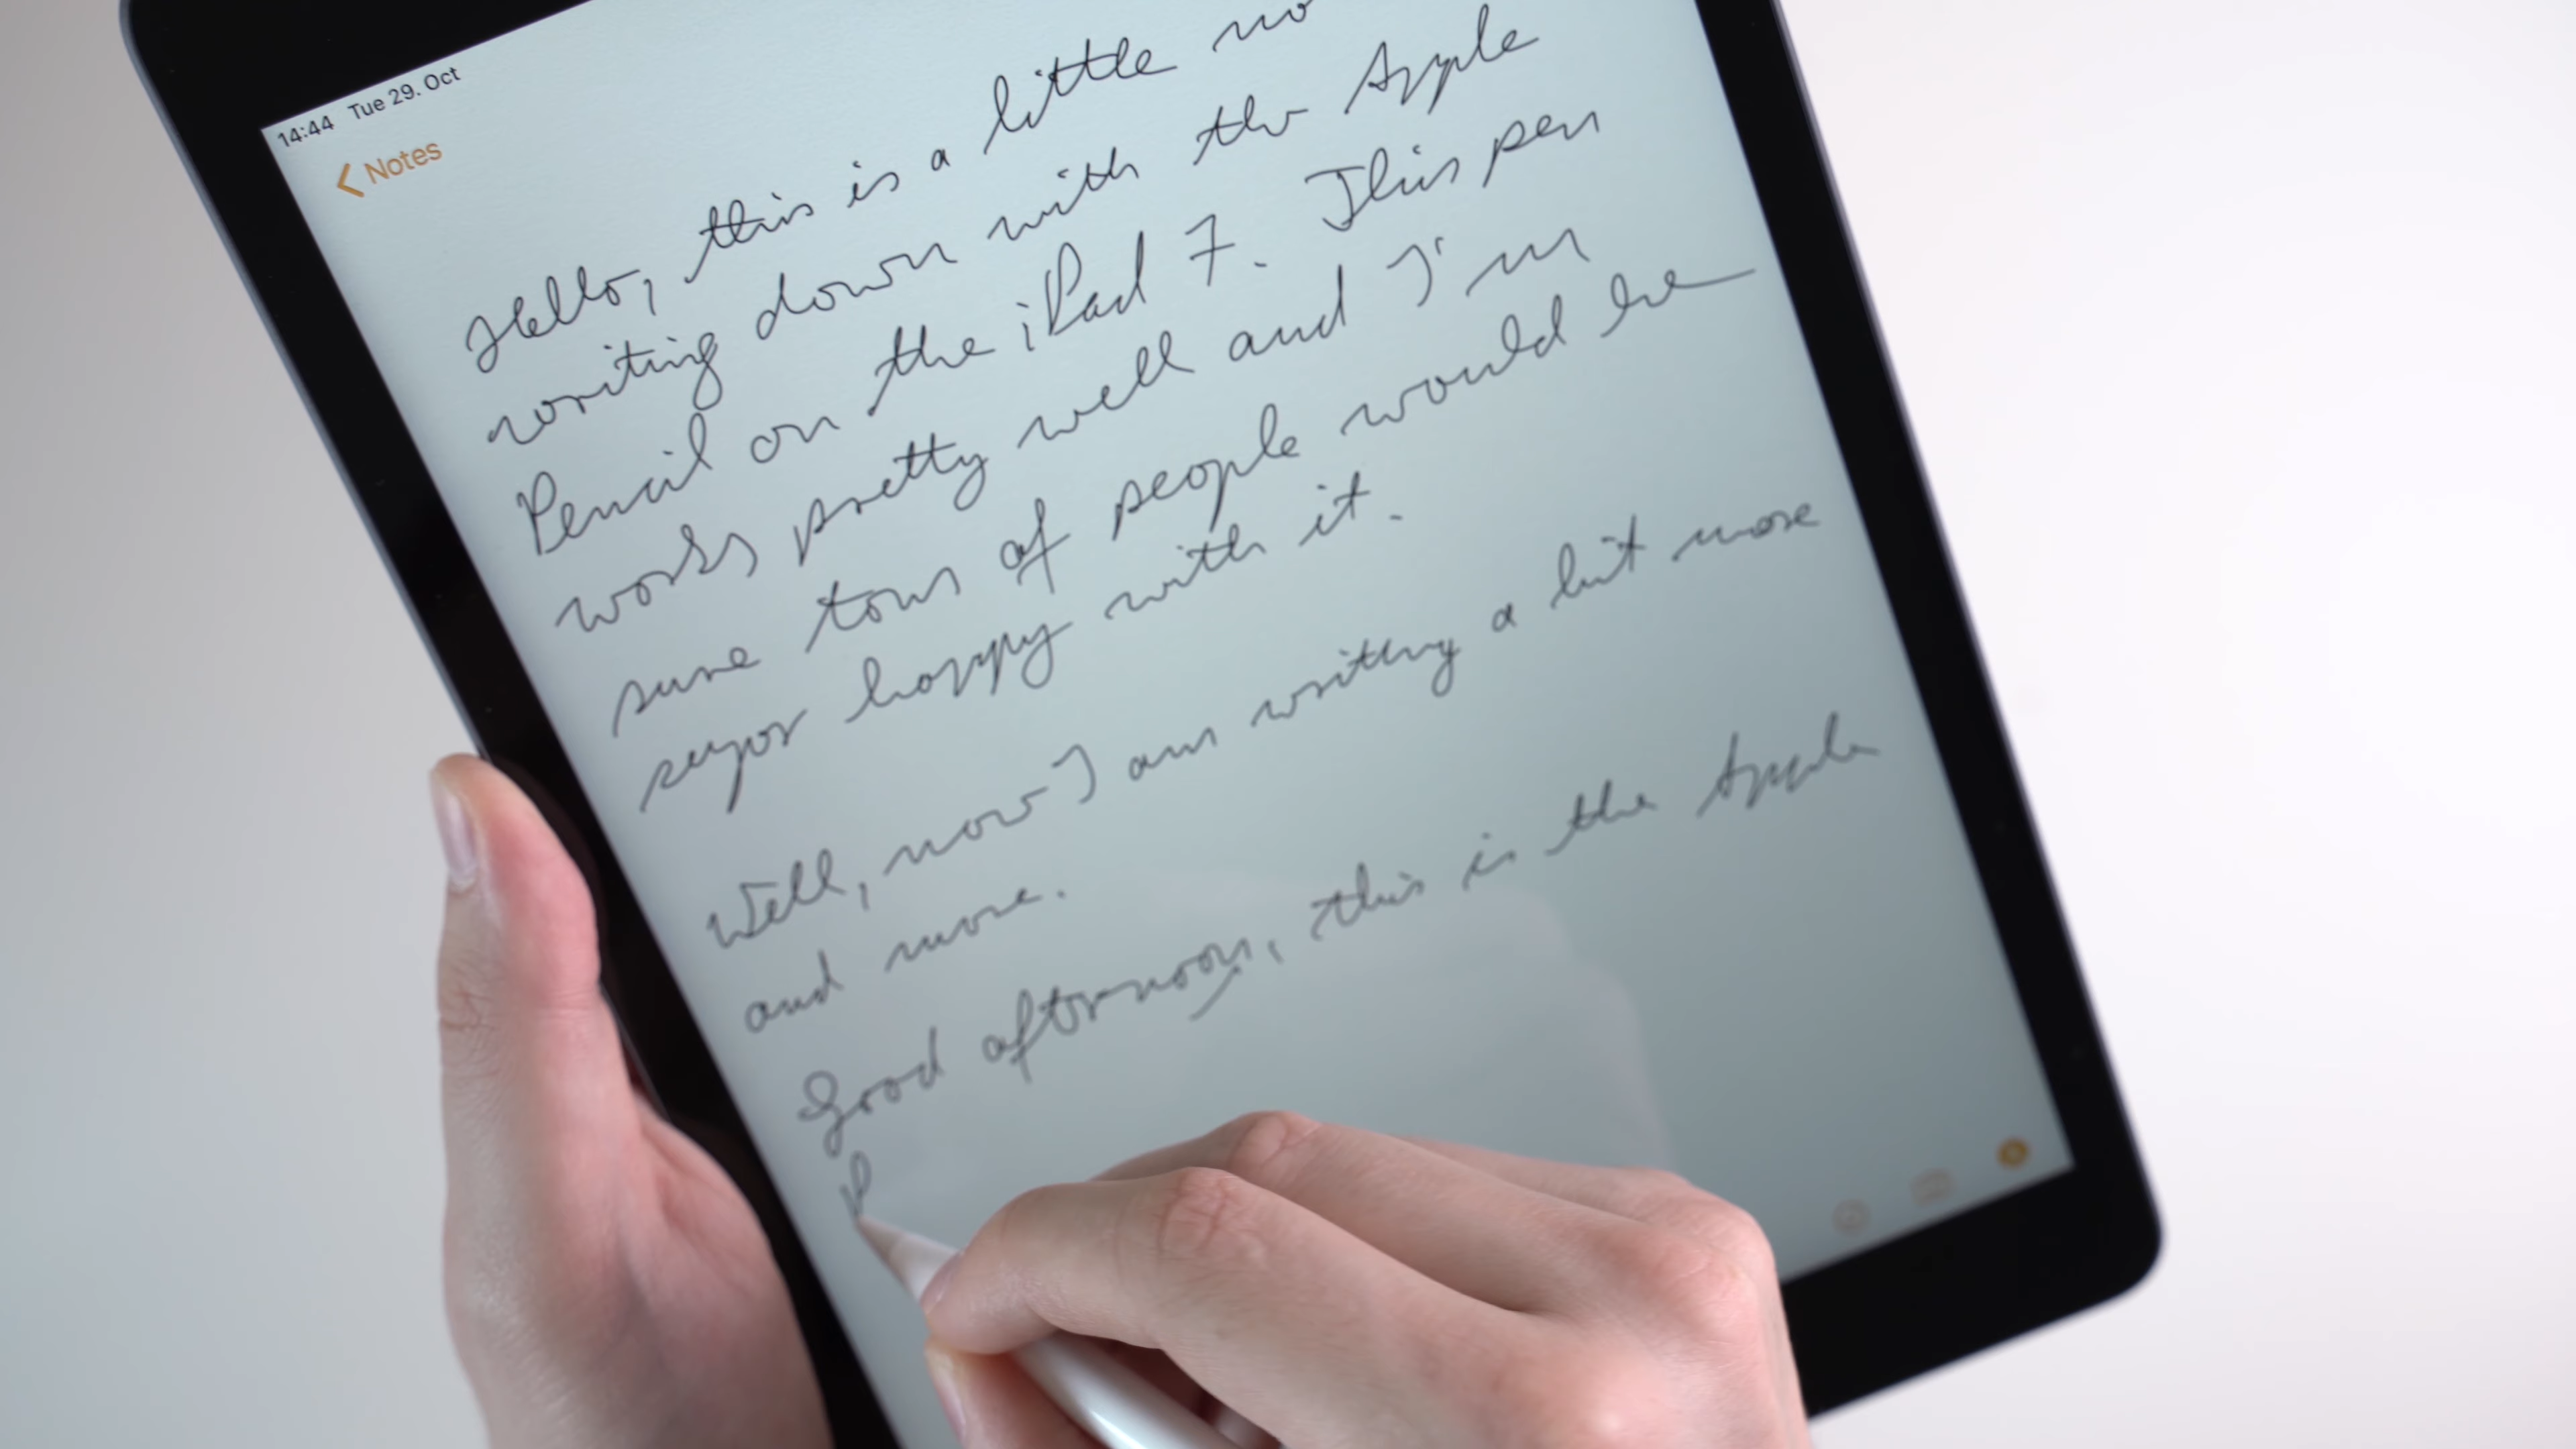 14:44 Tue 29. Oct
Notes
Hello, this is a little no
writing down with the Apple
Pencil on the iPad 7. This pen
works pretty well and I'm
sure tons of people would be
super happy with it.
Well, now I am writing a bit more
and more.
Good afternoon, this is the Apple
P